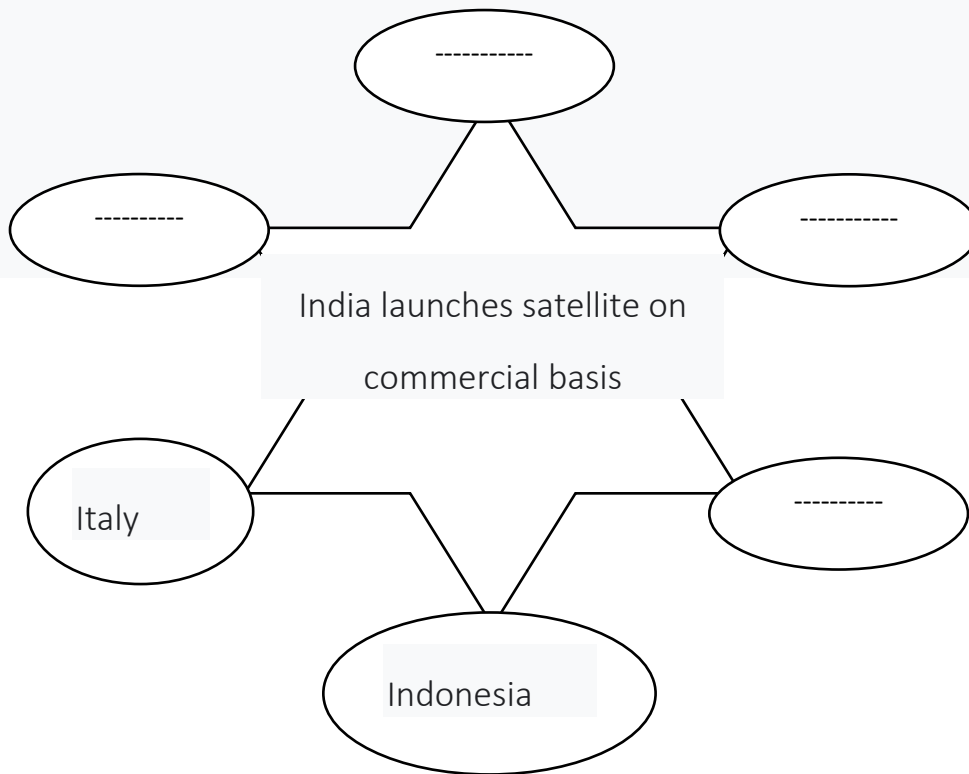 -----------
----------
------------
India launches satellite on
commercial basis
Italy
----------
Indonesia